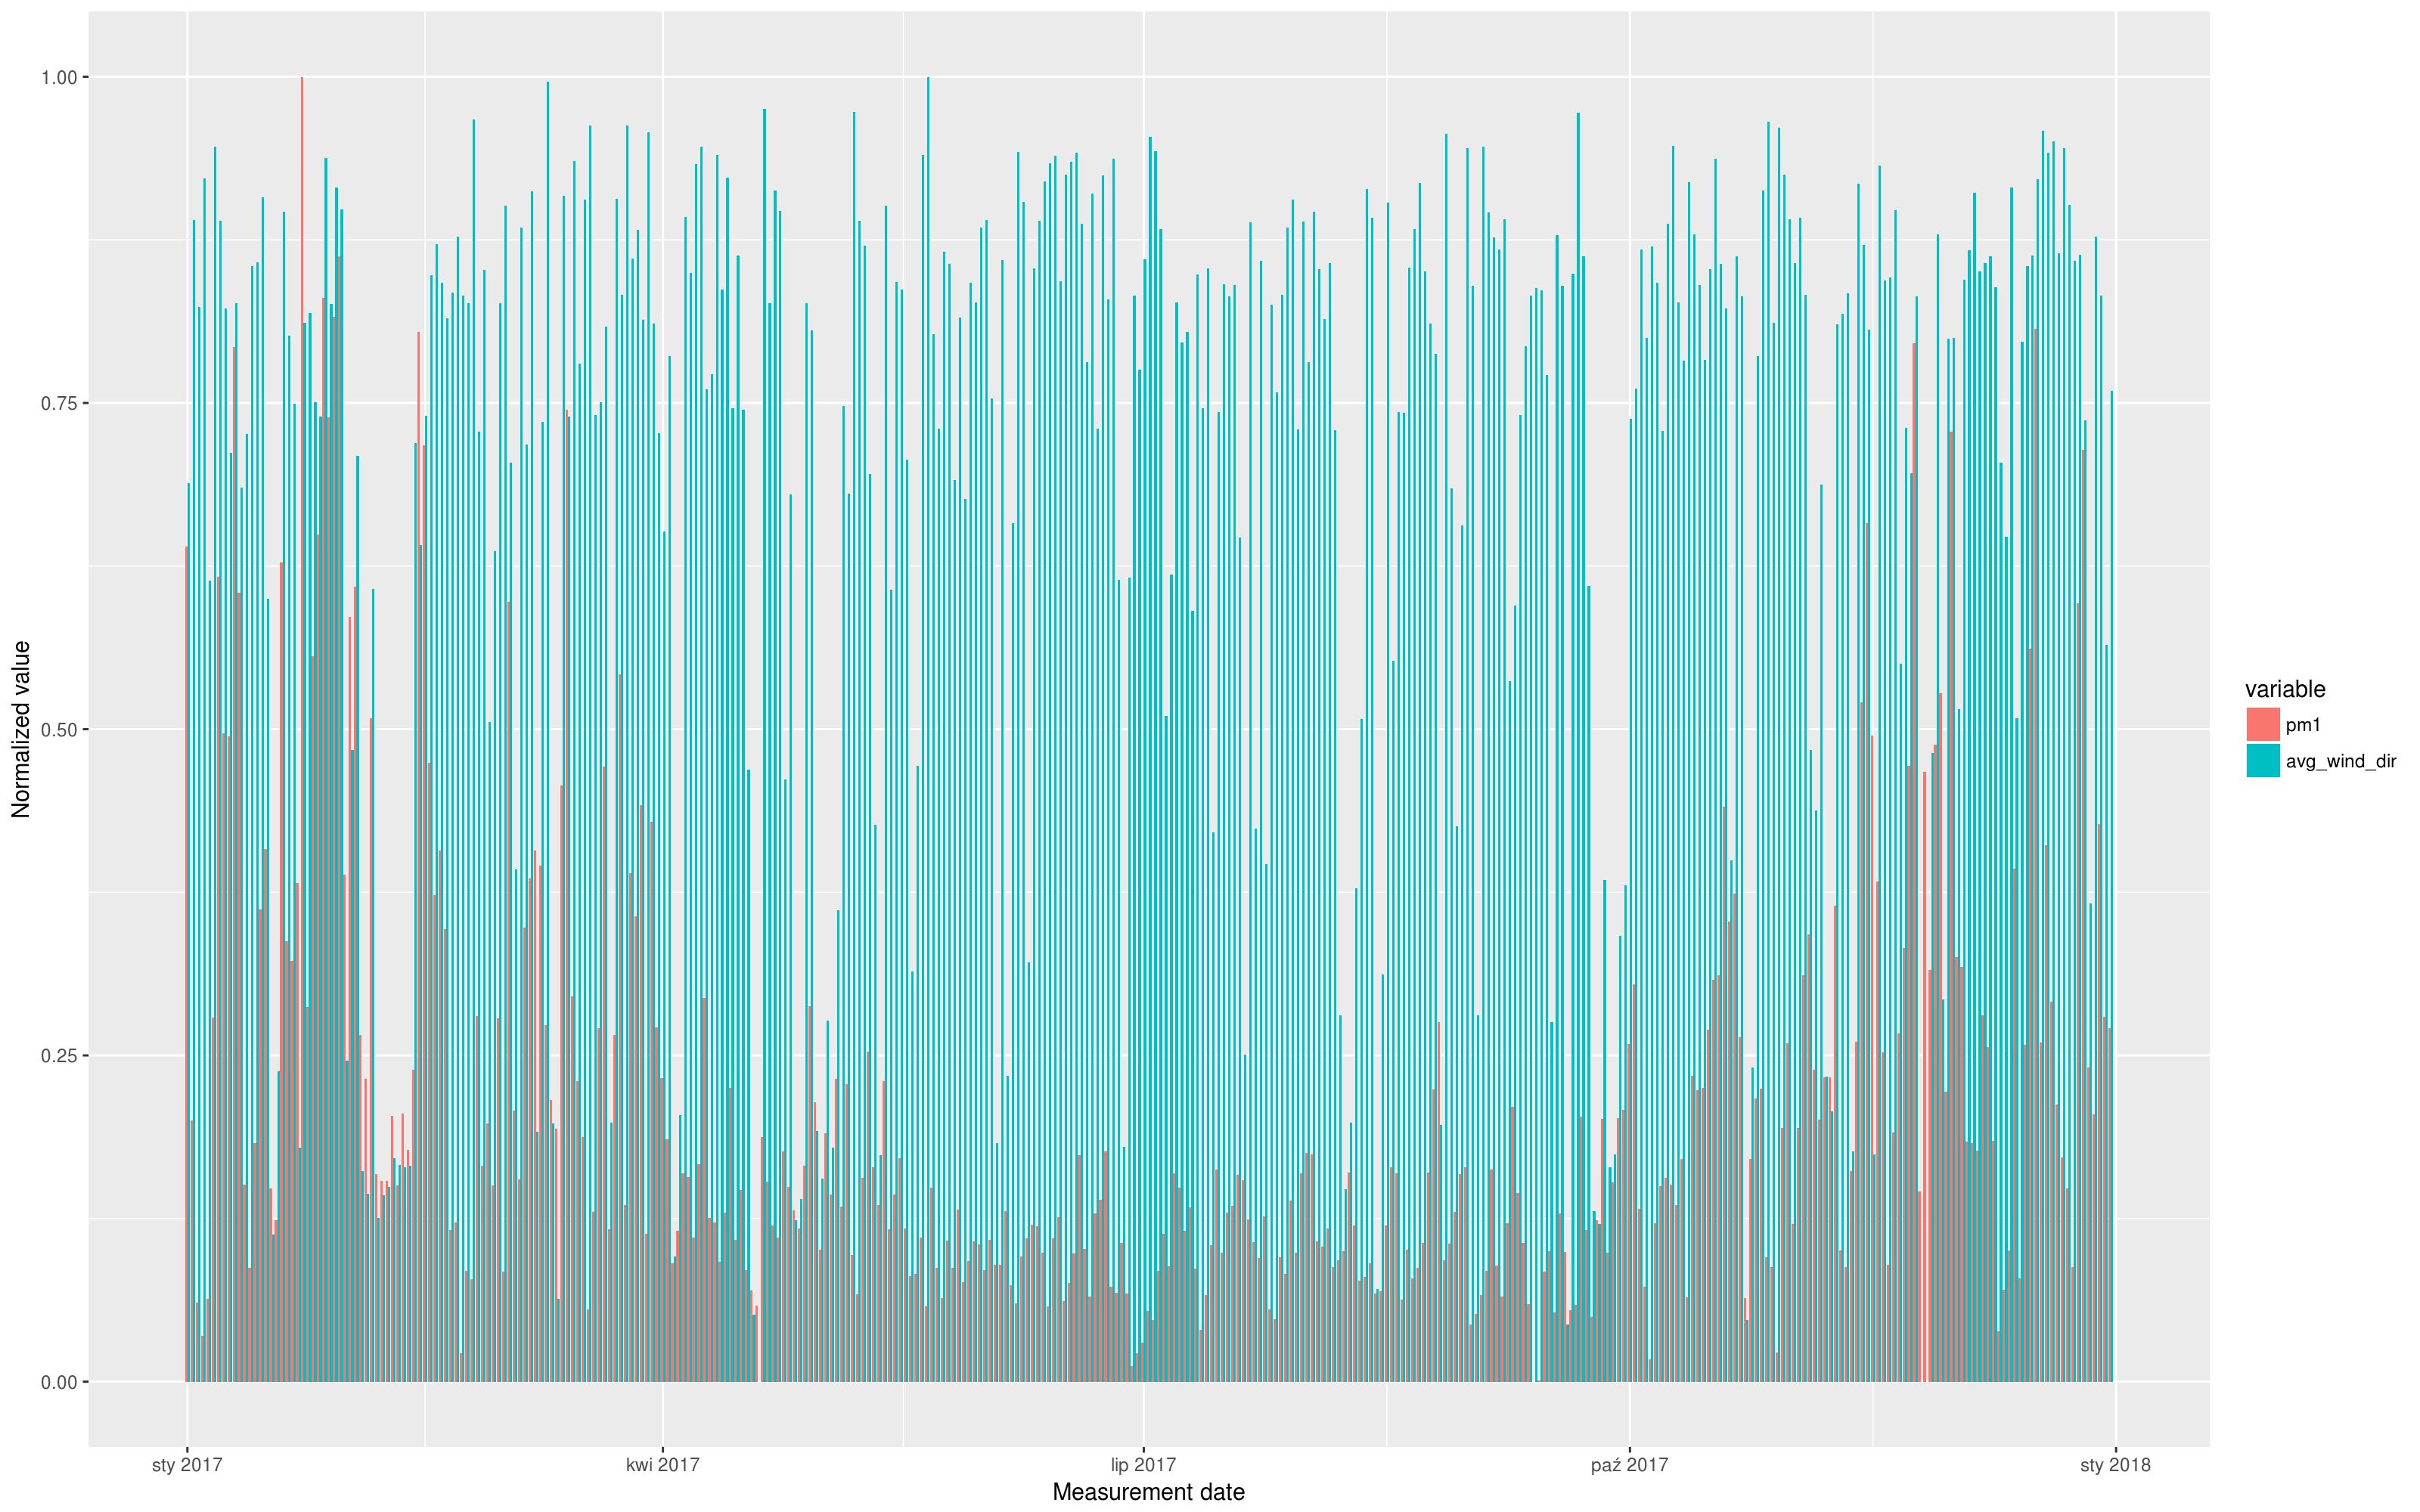 1.00
0.75
0.50
0.25
0.00
Normalized value
sty 2017
kwi 2017
lip 2017
paź 2017
sty 2018
Measurement date
variable
pm1
avg_wind_dir